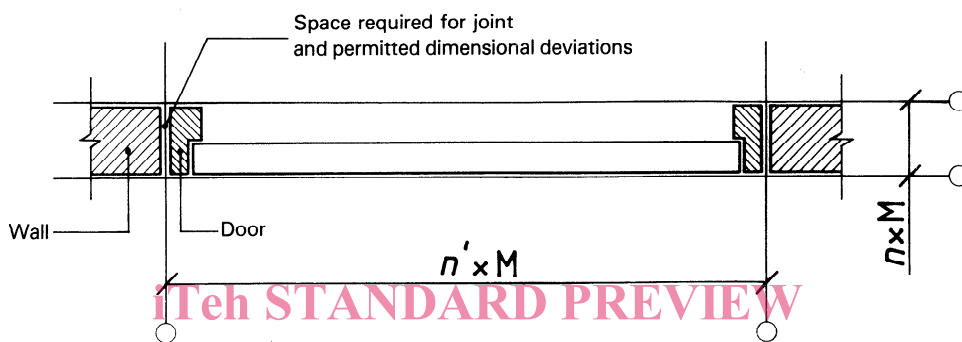 Space required for joint
and permitted dimensional deviations
Wall
Door
n' × M
n × M
iTeh STANDARD PREVIEW